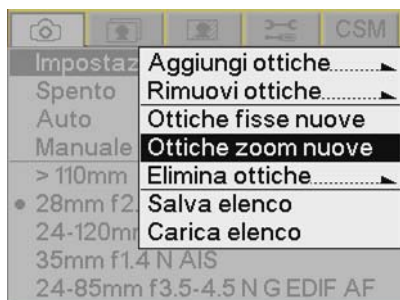 CSM
Impostaz
Aggiungi ottiche
Spento
Rimuovi ottiche
Auto
Ottiche fisse nuove
Manuale
Ottiche zoom nuove
> 110mm
Elimina ottiche
28mm f2.
Salva elenco
24-120mm
Carica elenco
35mm f1.4 N AIS
24-85mm f3.5-4.5 N G EDIF AF